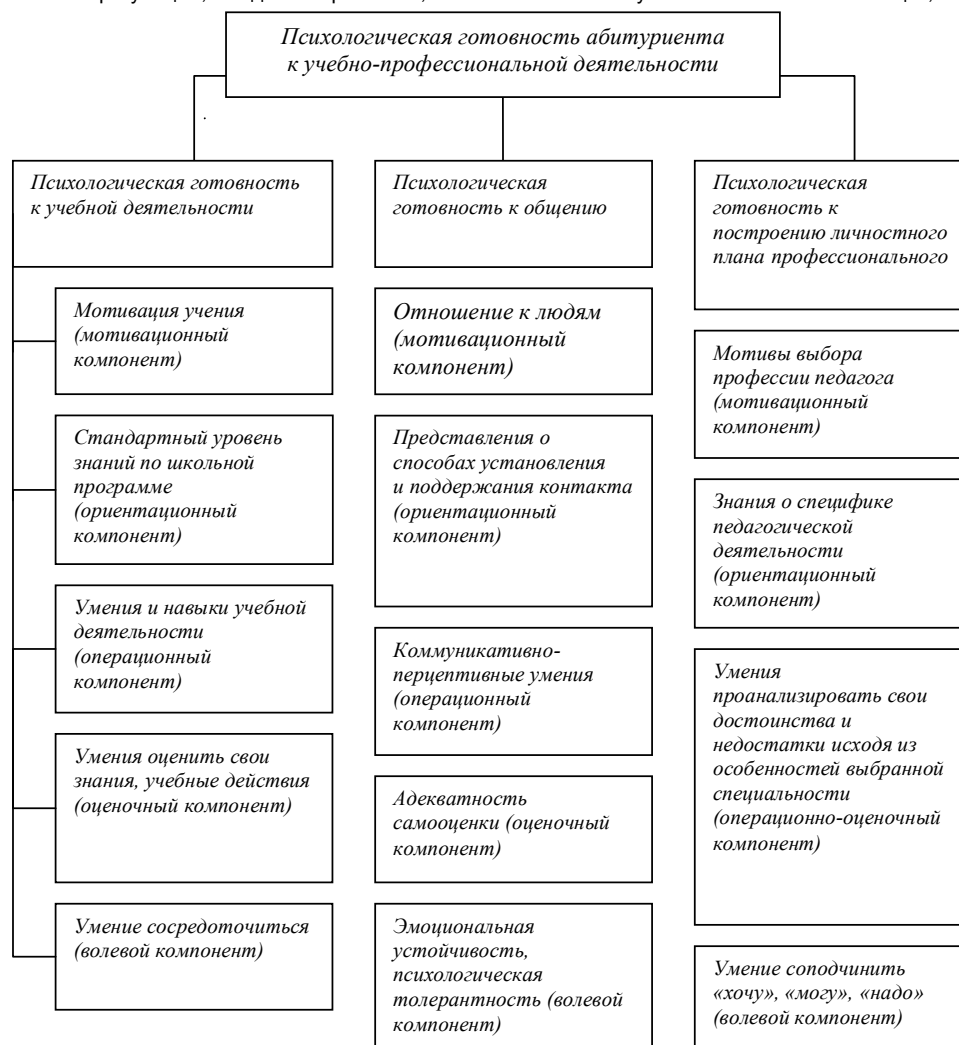 Психологическая готовность абитуриента
к учебно-профессиональной деятельности
Психологическая готовность
к учебной деятельности
Мотивация учения
(мотивационный
компонент)
Стандартный уровень
знаний по школьной
программе
(ориентационный
компонент)
Умения и навыки учебной
деятельности
(операционный
компонент)
Умения оценить свои
знания, учебные действия
(оценочный компонент)
Умение сосредоточиться
(волевой компонент)
Психологическая
готовность к общению
Отношение к людям
(мотивационный
компонент)
Представления о
способах установления
и поддержания контакта
(ориентационный
компонент)
Коммуникативно-
перцептивные умения
(операционный
компонент)
Адекватность
самооценки (оценочный
компонент)
Эмоциональная
устойчивость,
психологическая
толерантность (волевой
компонент)
Психологическая
готовность к
построению личностного
плана профессионального
Мотивы выбора
профессии педагога
(мотивационный
компонент)
Знания о специфике
педагогической
деятельности
(ориентационный
компонент)
Умения
проанализировать свои
достоинства и
недостатки исходя из
особенностей выбранной
специальности
(операционно-оценочный
компонент)
Умение соподчинить
«хочу», «могу», «надо»
(волевой компонент)